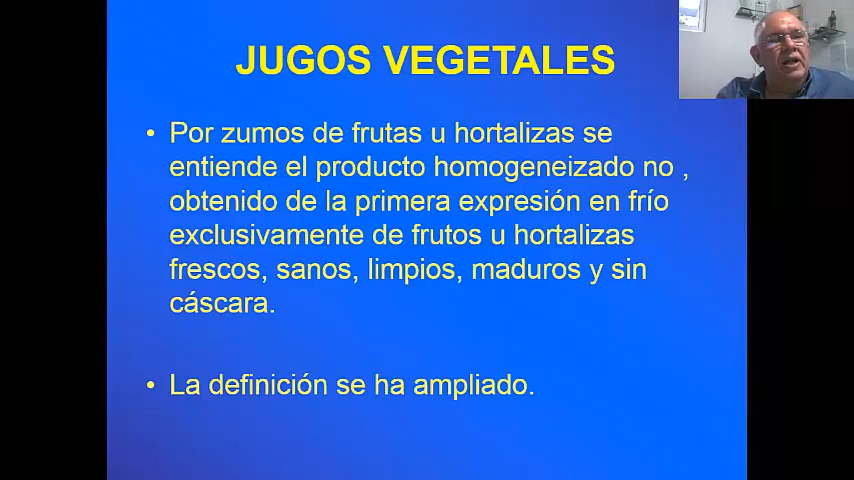 JUGOS VEGETALES
• Por zumos de frutas u hortalizas se
entiende el producto homogeneizado no ,
obtenido de la primera expresión en frío
exclusivamente de frutos u hortalizas
frescos, sanos, limpios, maduros y sin
cáscara.
• La definición se ha ampliado.